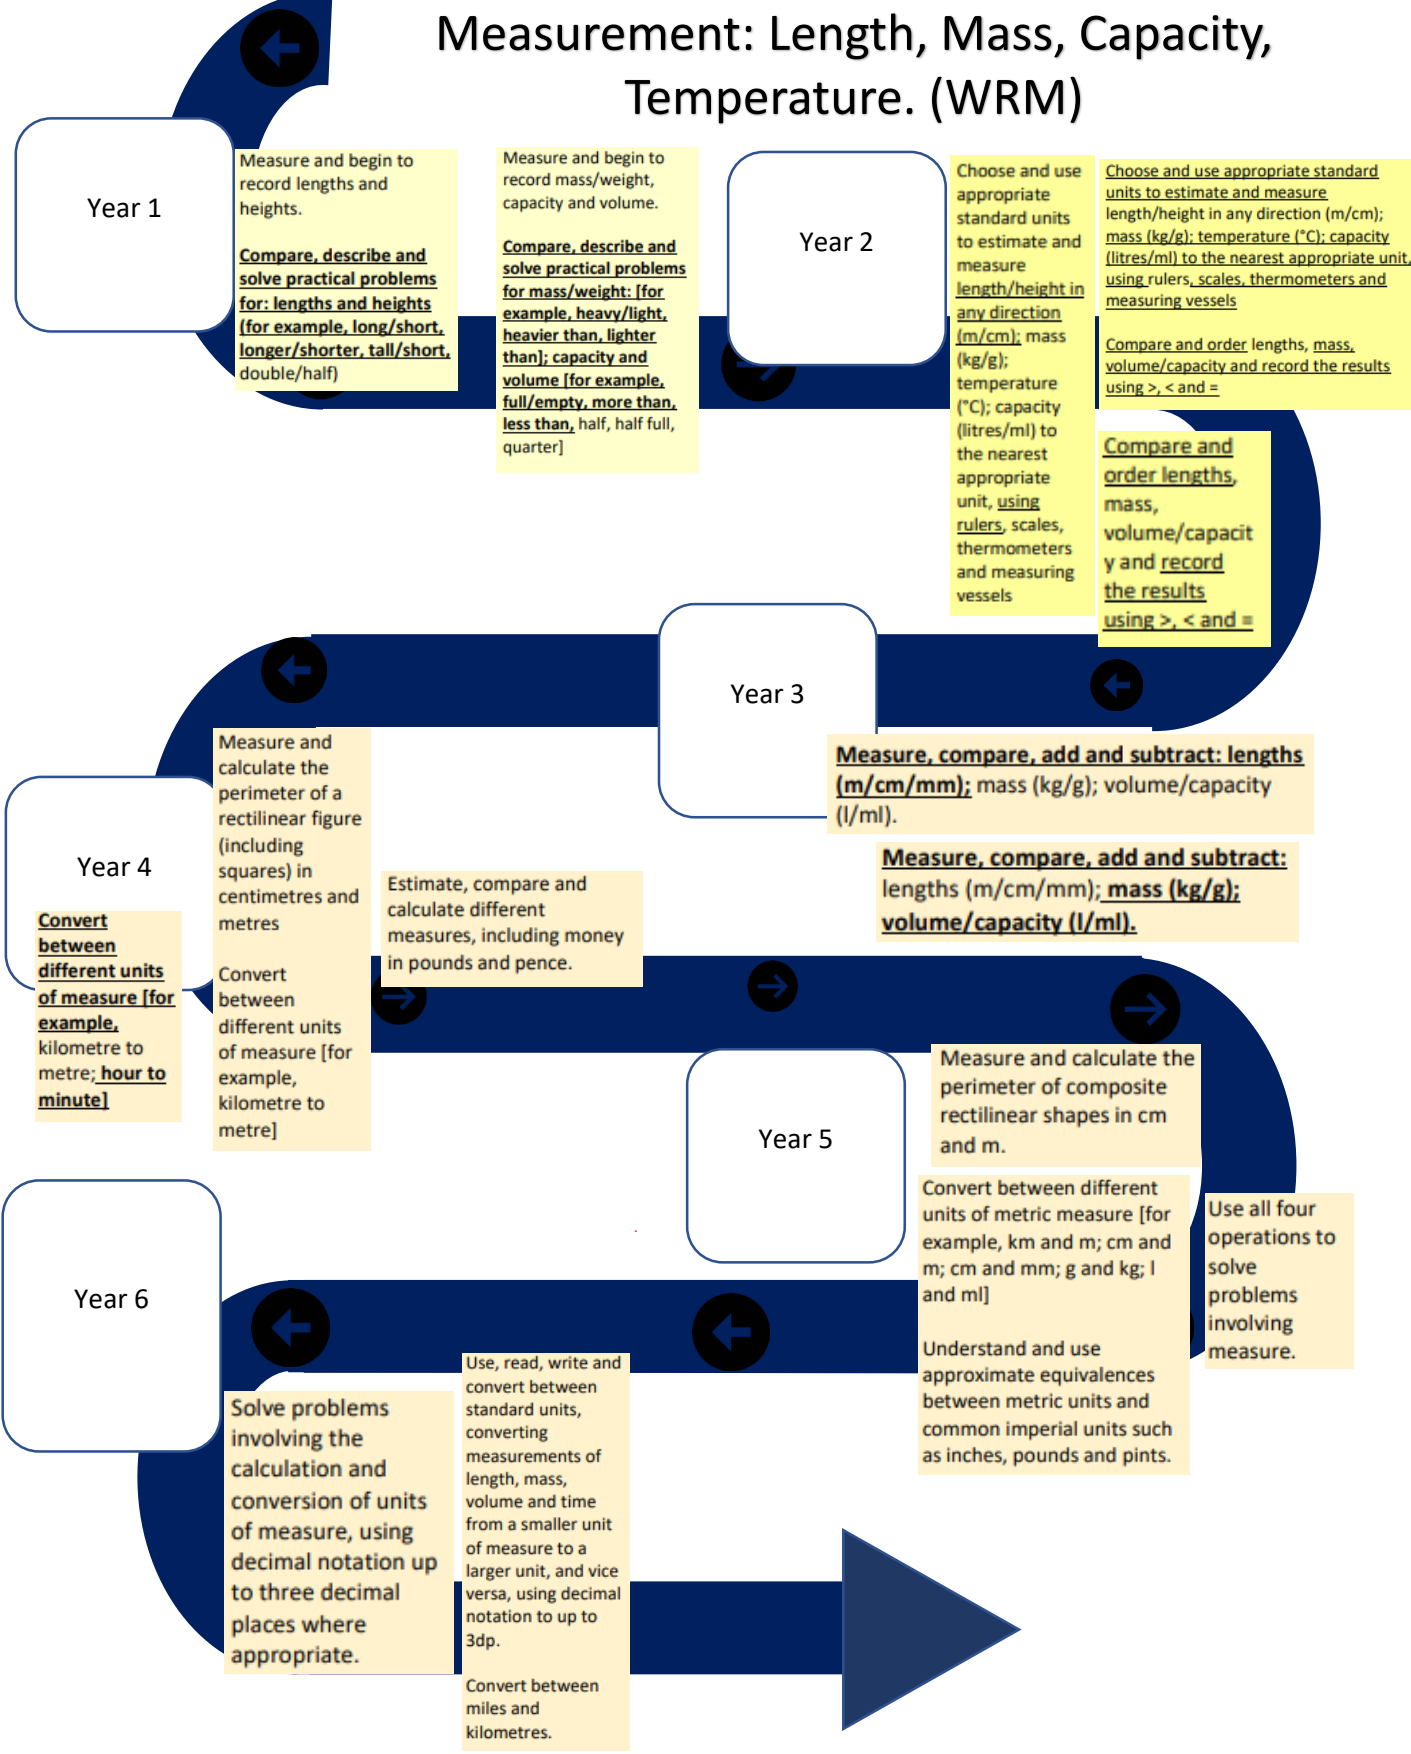 Measurement: Length, Mass, Capacity,
Temperature. (WRM)
Year 1
Measure and begin to
record lengths and
heights.
Compare, describe and
solve practical problems
for: lengths and heights
(for example, long/short,
longer/shorter, tall/short,
double/half)
Measure and begin to
record mass/weight,
capacity and volume.
Compare, describe and
solve practical problems
for mass/weight: [for
example, heavy/light,
heavier than, lighter
than]; capacity and
volume [for example,
full/empty, more than,
less than, half, half full,
quarter]
Year 2
Choose and use
appropriate
standard units
to estimate and
measure
length/height in
any direction
(m/cm); mass
(kg/g);
temperature
(°C); capacity
(litres/ml) to
the nearest
appropriate
unit, using
rulers, scales,
thermometers
and measuring
vessels
Choose and use appropriate standard
units to estimate and measure
length/height in any direction (m/cm);
mass (kg/g); temperature (°C); capacity
(litres/ml) to the nearest appropriate unit,
using rulers, scales, thermometers and
measuring vessels
Compare and order lengths, mass,
volume/capacity and record the results
using >, < and =
Compare and
order lengths,
mass,
volume/capacit
y and record
the results
using >, < and =
Year 3
Measure, compare, add and subtract: lengths
(m/cm/mm); mass (kg/g); volume/capacity
(l/ml).
Measure, compare, add and subtract:
lengths (m/cm/mm); mass (kg/g);
volume/capacity (l/ml).
Year 4
Convert
between
different units
of measure [for
example,
kilometre to
metre; hour to
minute]
Measure and
calculate the
perimeter of a
rectilinear figure
(including
squares) in
centimetres and
metres
Convert
between
different units
of measure [for
example,
kilometre to
metre]
Estimate, compare and
calculate different
measures, including money
in pounds and pence.
Year 5
Measure and calculate the
perimeter of composite
rectilinear shapes in cm
and m.
Convert between different
units of metric measure [for
example, km and m; cm and
m; cm and mm; g and kg; l
and ml]
Understand and use
approximate equivalences
between metric units and
common imperial units such
as inches, pounds and pints.
Use all four
operations to
solve
problems
involving
measure.
Year 6
Solve problems
involving the
calculation and
conversion of units
of measure, using
decimal notation up
to three decimal
places where
appropriate.
Use, read, write and
convert between
standard units,
converting
measurements of
length, mass,
volume and time
from a smaller unit
of measure to a
larger unit, and vice
versa, using decimal
notation to up to
3dp.
Convert between
miles and
kilometres.